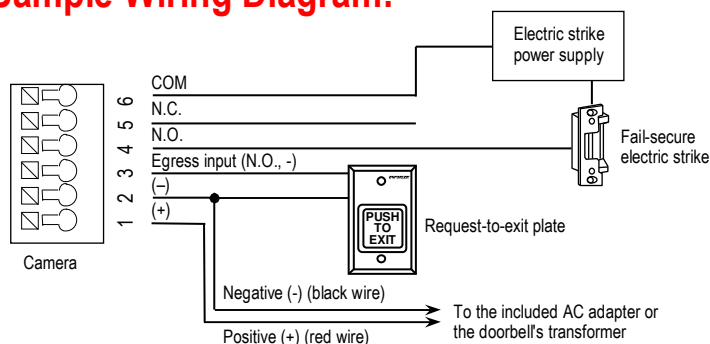 Sample Wiring Diagram:
Electric strike
power supply
COM
6
N.C.
5
N.O.
4
Fail-secure
electric strike
Egress input (N.O., -)
3
(–)
2
(+)
1
PUSH
TO
EXIT
Request-to-exit plate
Camera
Negative (-) (black wire)
Positive (+) (red wire)
To the included AC adapter or
the doorbell's transformer